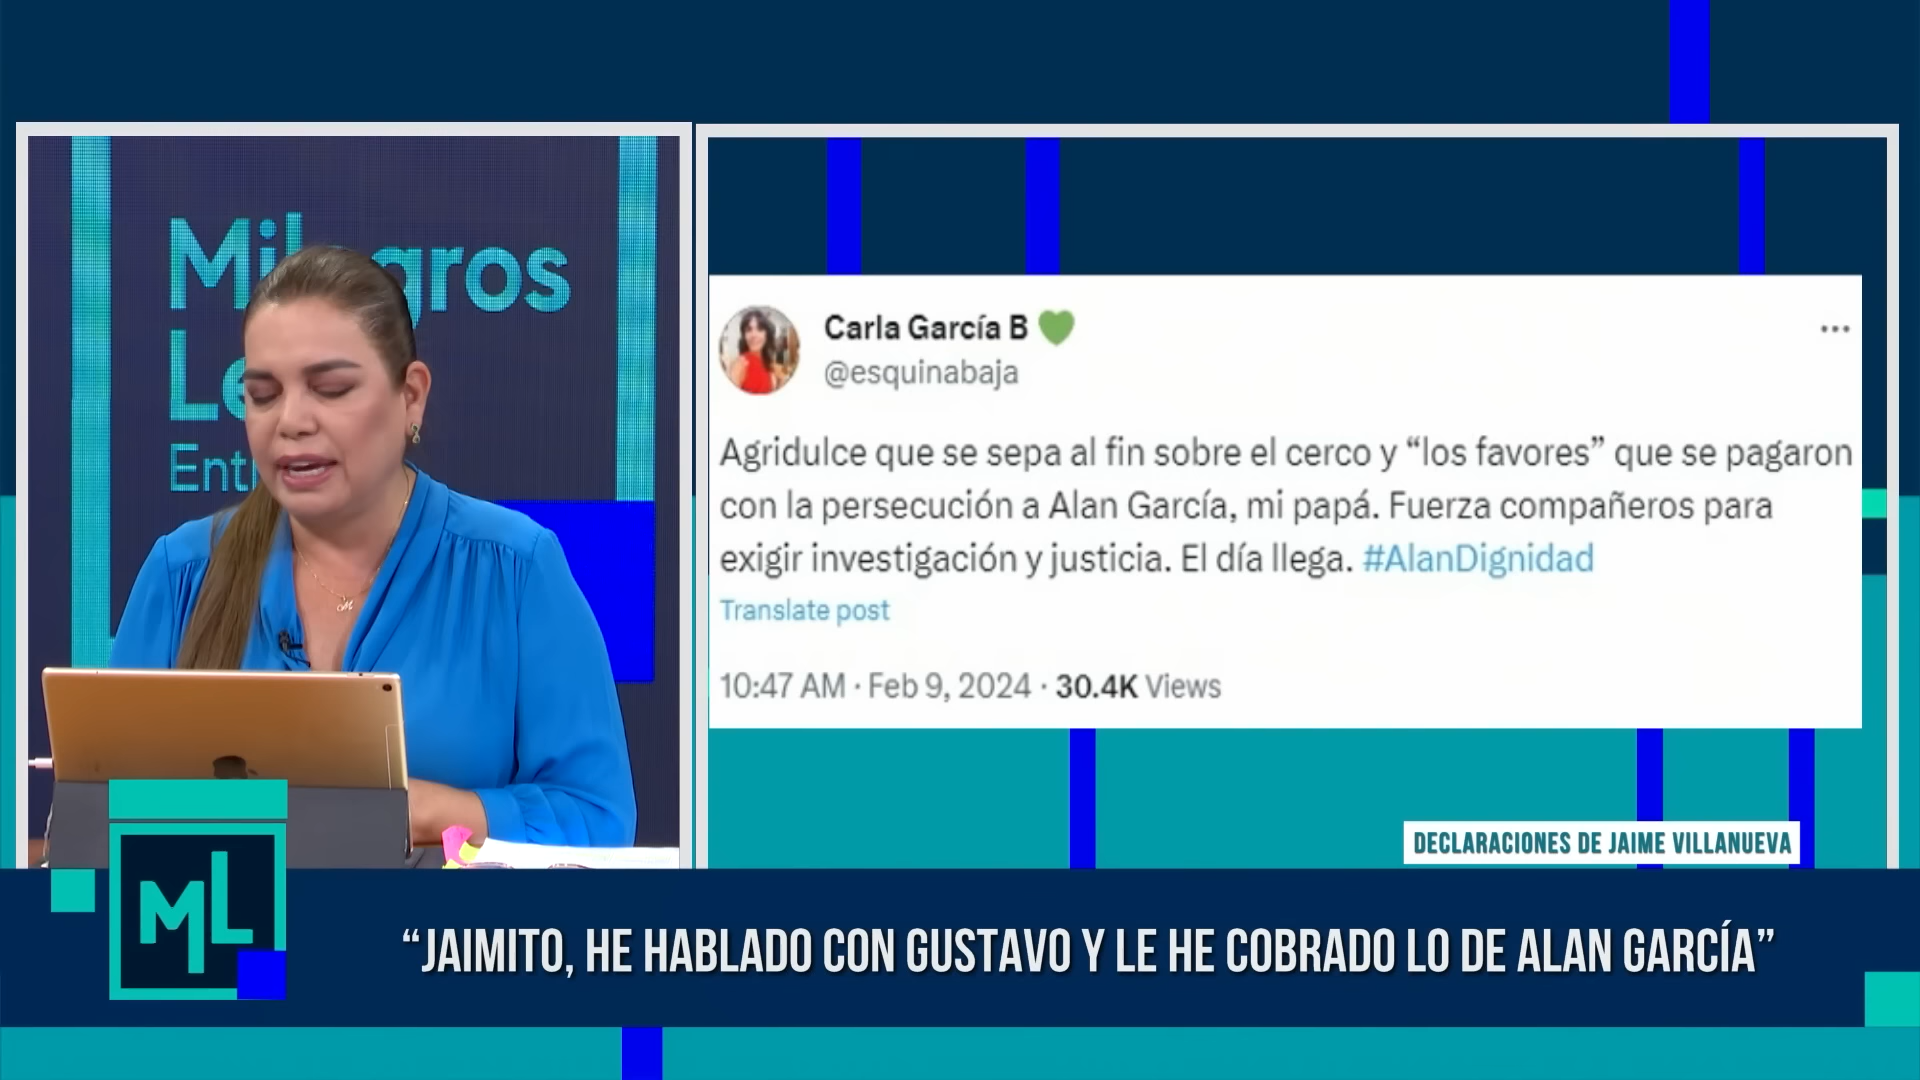 Milagros
Le
Ent
Carla García B
@esquinabaja
Agridulce que se sepa al fin sobre el cerco y “los favores” que se pagaron
con la persecución a Alan García, mi papá. Fuerza compañeros para
exigir investigación y justicia. El día llega. #AlanDignidad
Translate post
10:47 AM · Feb 9, 2024 · 30.4K Views
DECLARACIONES DE JAIME VILLANUEVA
ML
“JAIMITO, HE HABLADO CON GUSTAVO Y LE HE COBRADO LO DE ALAN GARCÍA”